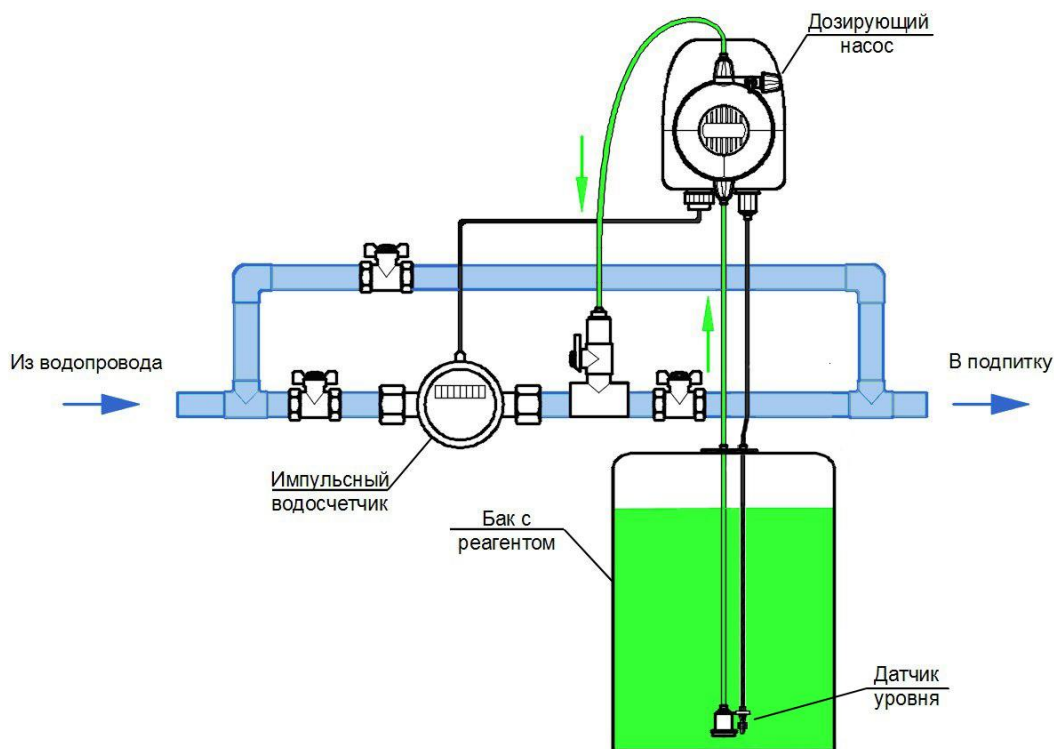 Дозирующий
насос
Из водопровода
В подпитку
Импульсный
водосчетчик
Бак с
реагентом
Датчик
уровня